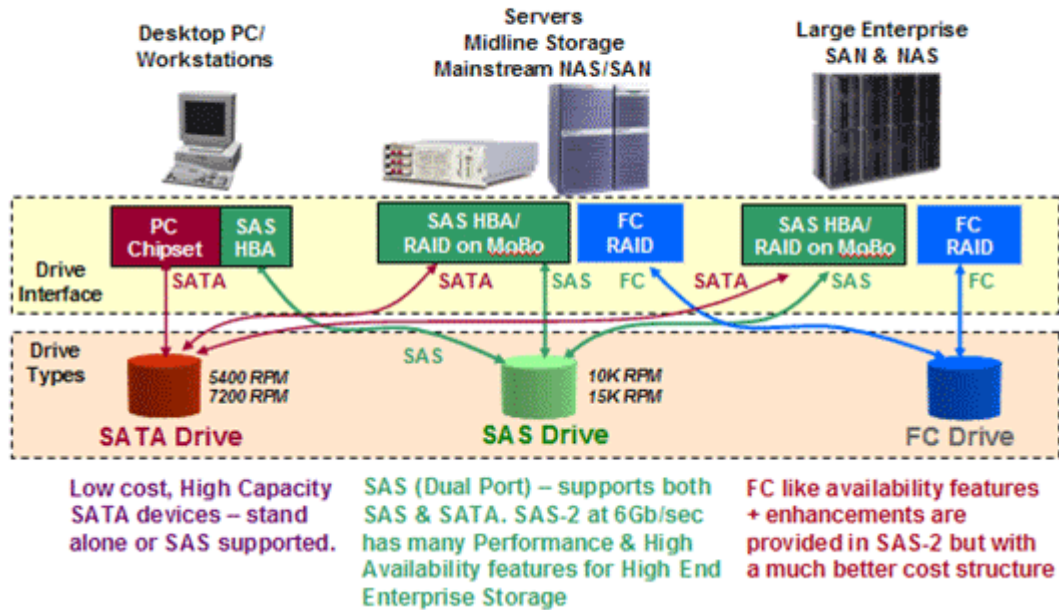 Desktop PC/
Workstations
Servers
Midline Storage
Mainstream NAS/SAN
Large Enterprise
SAN & NAS
PC
Chipset
SAS
HBA
SAS HBA/
RAID on MoBo
FC
RAID
SAS HBA/
RAID on MoBo
FC
RAID
Drive
Interface
SATA
SATA
SAS
FC
SATA
SAS
FC
Drive
Types
SAS
5400 RPM
7200 RPM
10K RPM
15K RPM
SATA Drive
SAS Drive
FC Drive
Low cost, High Capacity
SATA devices – stand
alone or SAS supported.
SAS (Dual Port) – supports both
SAS & SATA. SAS-2 at 6Gb/sec
has many Performance & High
Availability features for High End
Enterprise Storage
FC like availability features
+ enhancements are
provided in SAS-2 but with
a much better cost structure